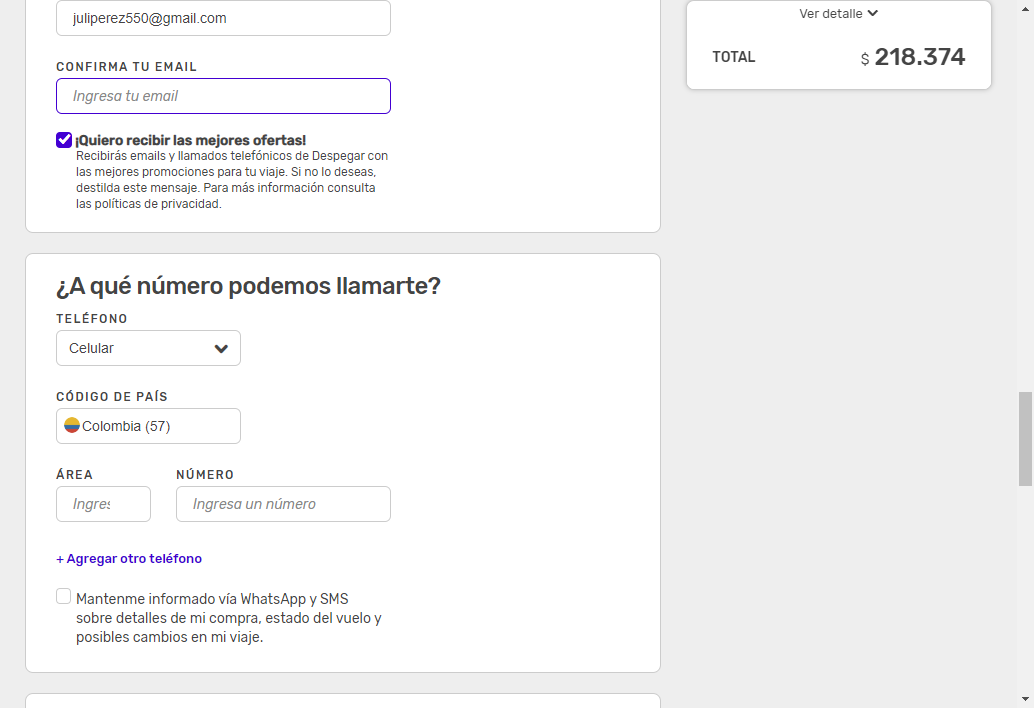 juliperez550@gmail.com
Ver detalle
TOTAL
$ 218.374
CONFIRMA TU EMAIL
Ingresa tu email
¡Quiero recibir las mejores ofertas!
Recibirás emails y llamados telefónicos de Despegar con
las mejores promociones para tu viaje. Si no lo deseas,
destilda este mensaje. Para más información consulta
las políticas de privacidad.
¿A qué número podemos llamarte?
TELÉFONO
Celular
CÓDIGO DE PAÍS
Colombia (57)
ÁREA
NÚMERO
Ingres
Ingresa un número
+ Agregar otro teléfono
Mantenme informado vía WhatsApp y SMS
sobre detalles de mi compra, estado del vuelo y
posibles cambios en mi viaje.